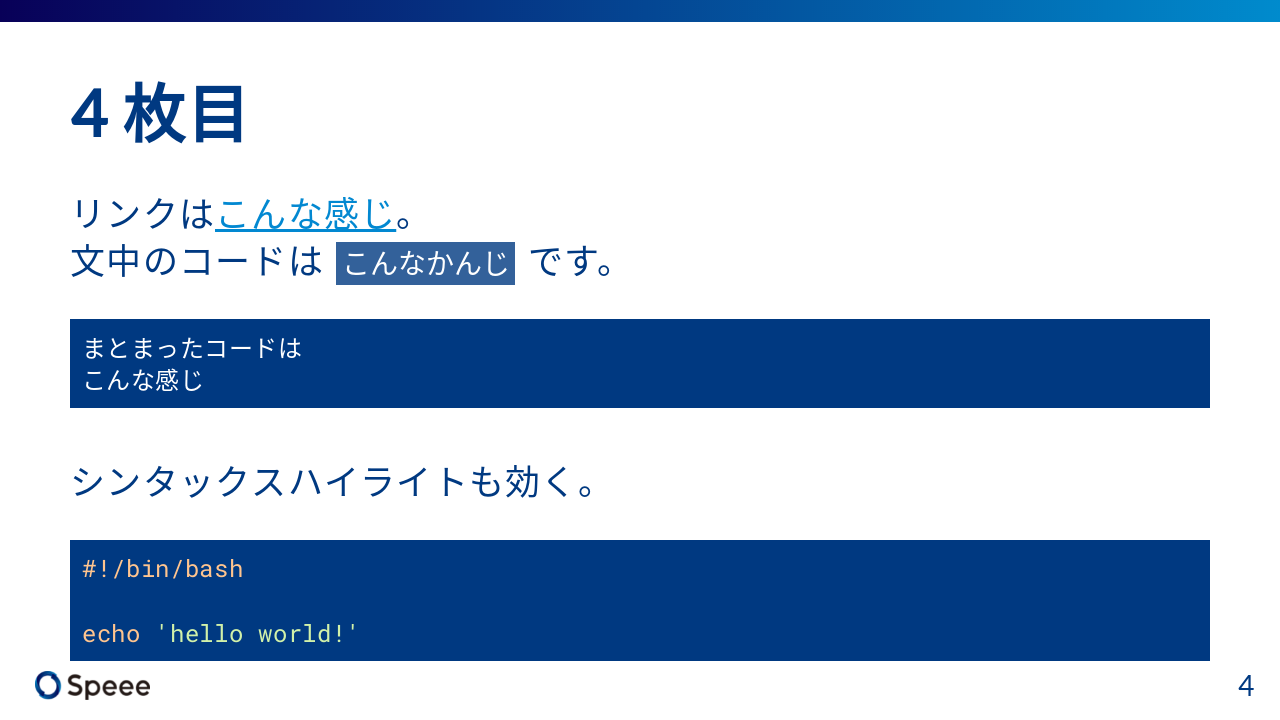 ４枚目
リンクはこんな感じ。
文中のコードは こんなかんじ です。
まとまったコードは
こんな感じ
シンタックスハイライトも効く。
#!/bin/bash
echo 'hello world!'
Speee
4